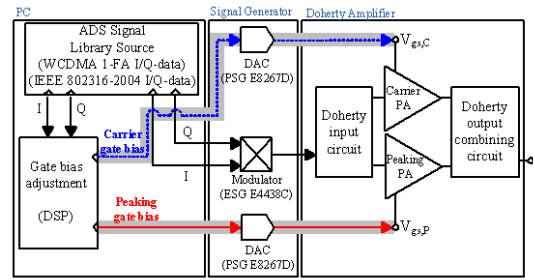 PC
Signal Generator
Doherty Amplifier
ADS Signal
Library Source
(WCDMA 1-FA I/Q-data)
(IEEE 802316-2004 I/Q-data)
I
Q
Carrier
gate bias
Gate bias
adjustment
(DSP)
Peaking
gate bias
DAC
(PSG E8267D)
Q
I
Modulator
(ESG E4438C)
DAC
(PSG E8267D)
Vgs,C
Carrier
PA
Doherty
input
circuit
Doherty
output
combining
circuit
Peaking
PA
Vgs,P